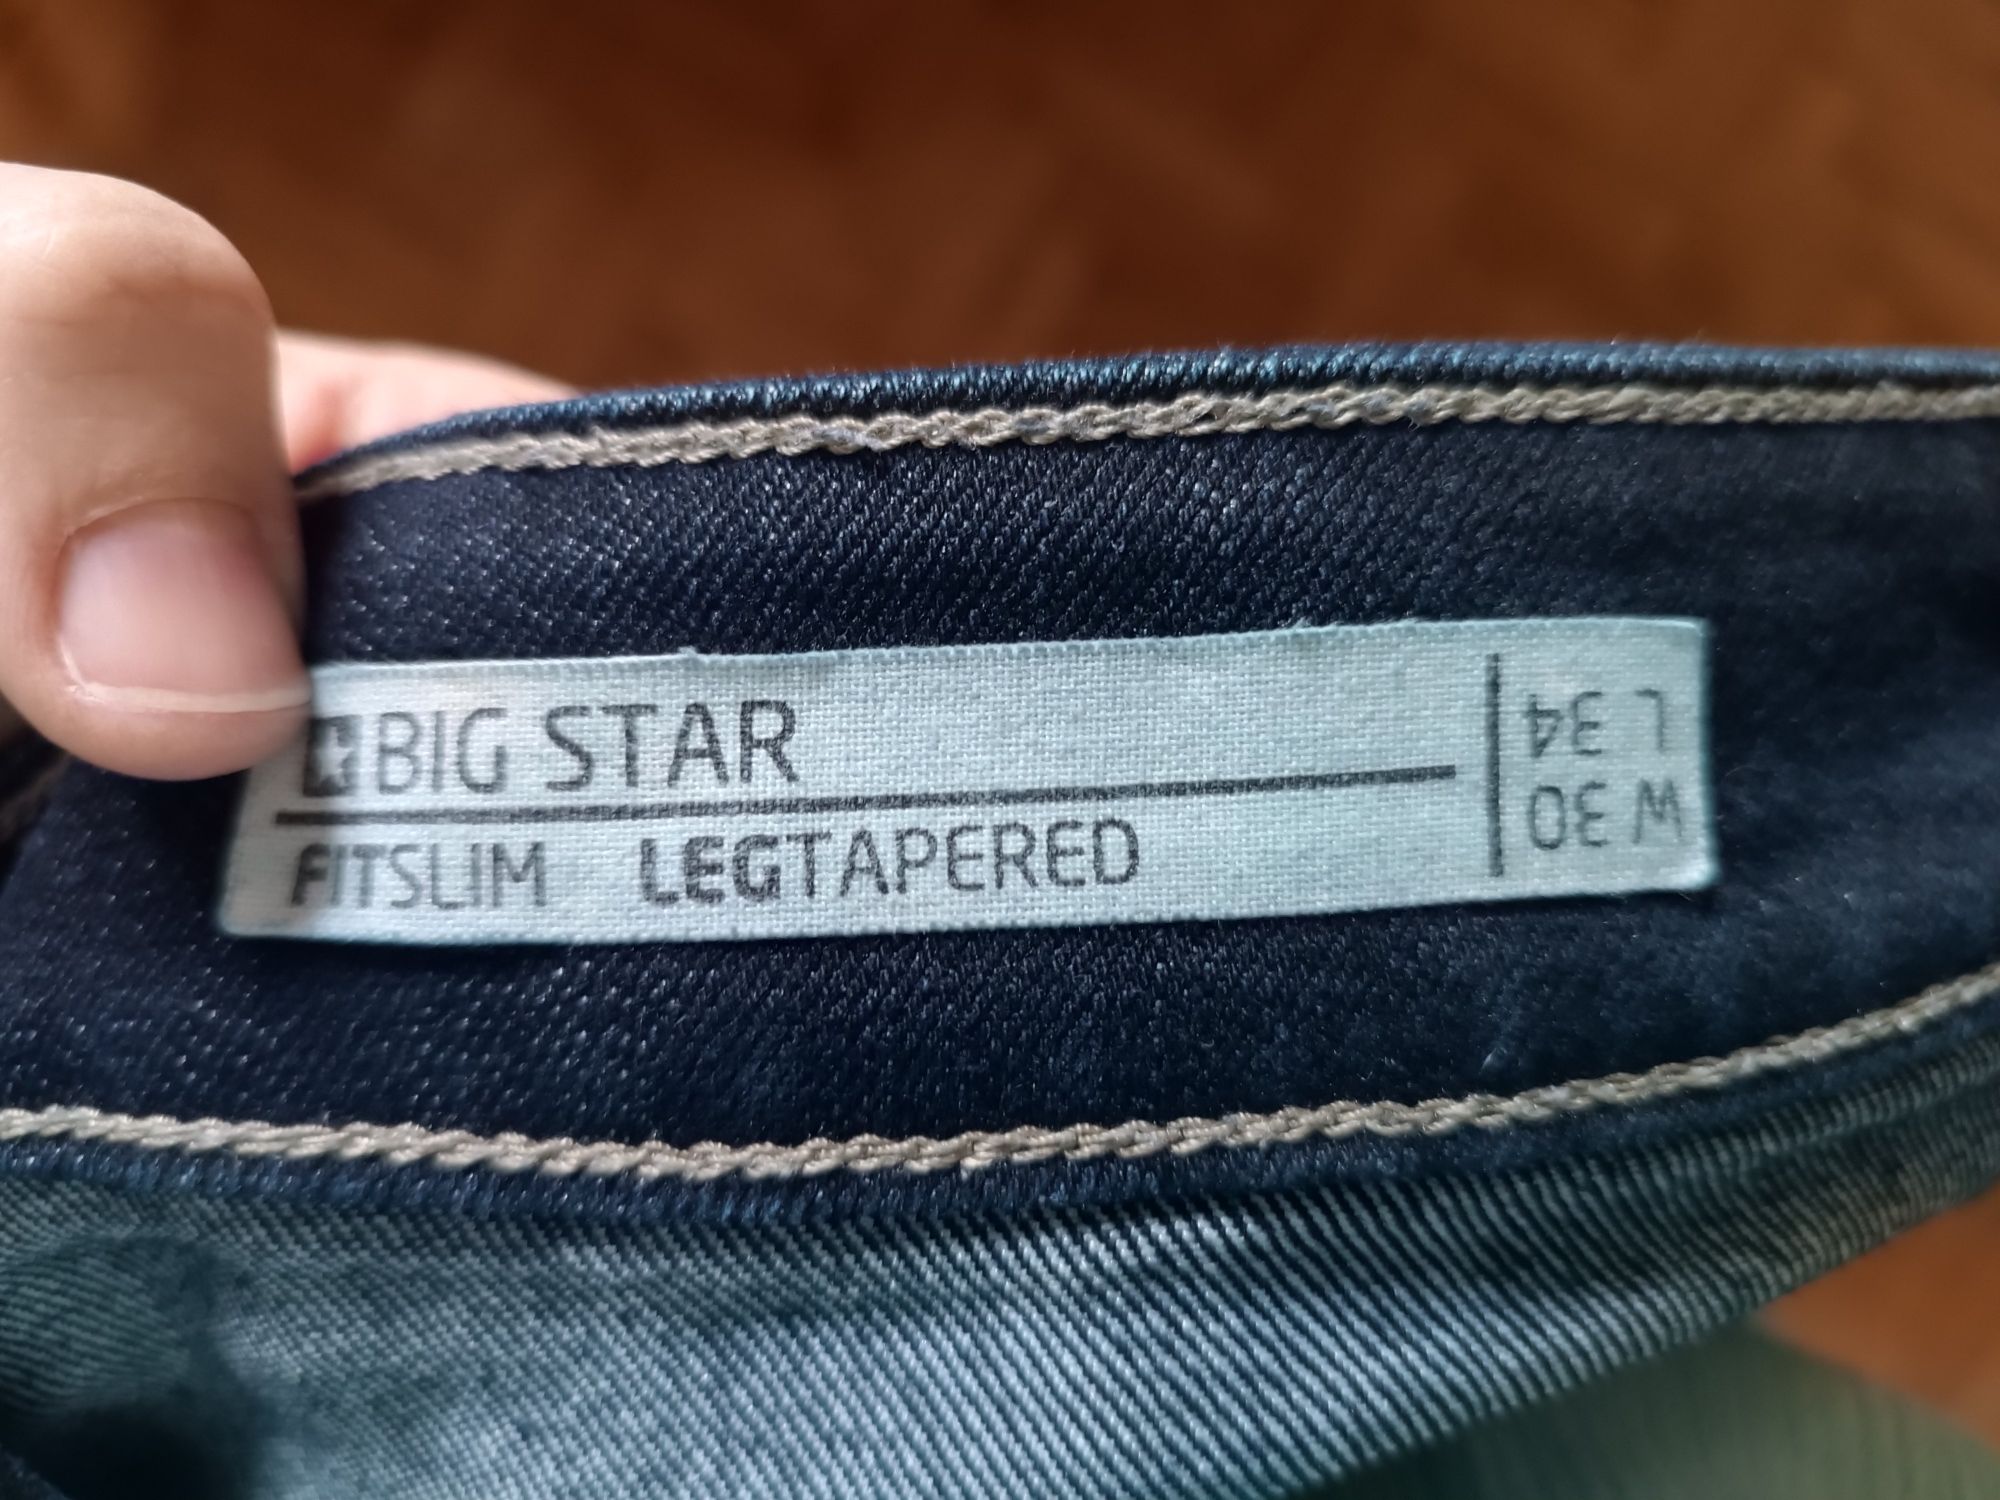 BIG STAR
FITSLIM LEGTAPERED
W 30
L 34